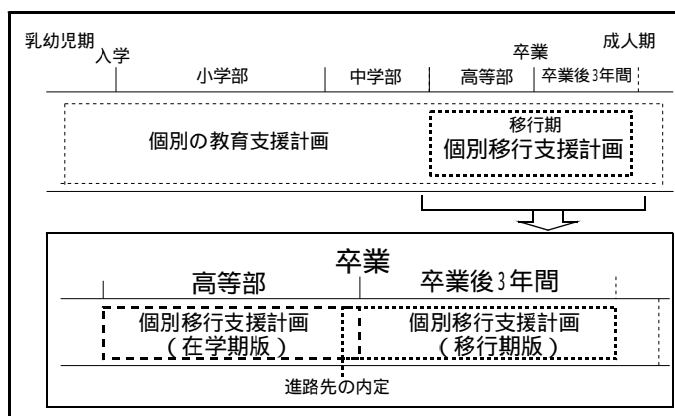 乳幼児期
入学
小学部
中学部
高等部
卒業
卒業後3年間
成人期
個別の教育支援計画
移行期
個別移行支援計画
卒業
高等部
卒業後3年間
個別移行支援計画
(在学期版)
個別移行支援計画
(移行期版)
進路先の内定